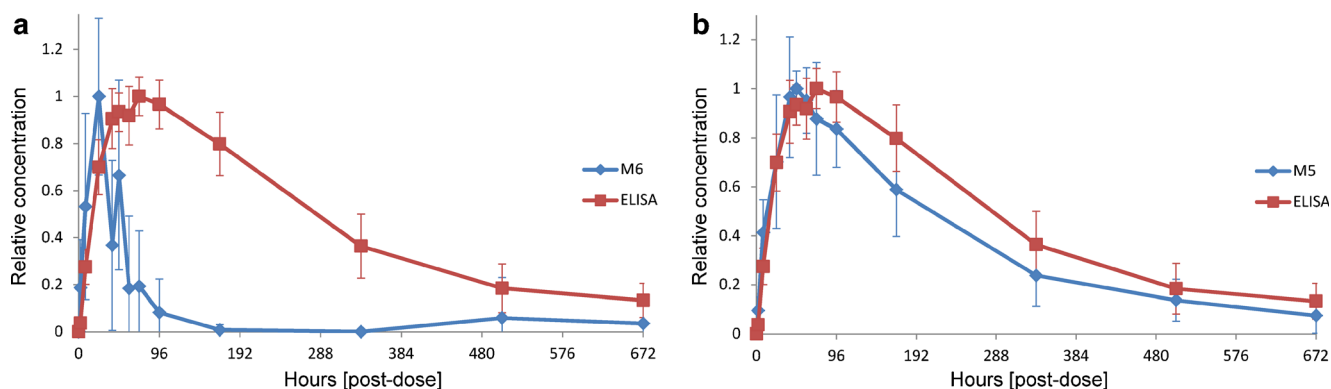 a
Relative concentration
1.2
1
0.8
0.6
0.4
0.2
0
0 96 192 288 384 480 576 672
Hours [post-dose]
M6
ELISA
b
Relative concentration
1.2
1
0.8
0.6
0.4
0.2
0
0 96 192 288 384 480 576 672
Hours [post-dose]
M5
ELISA